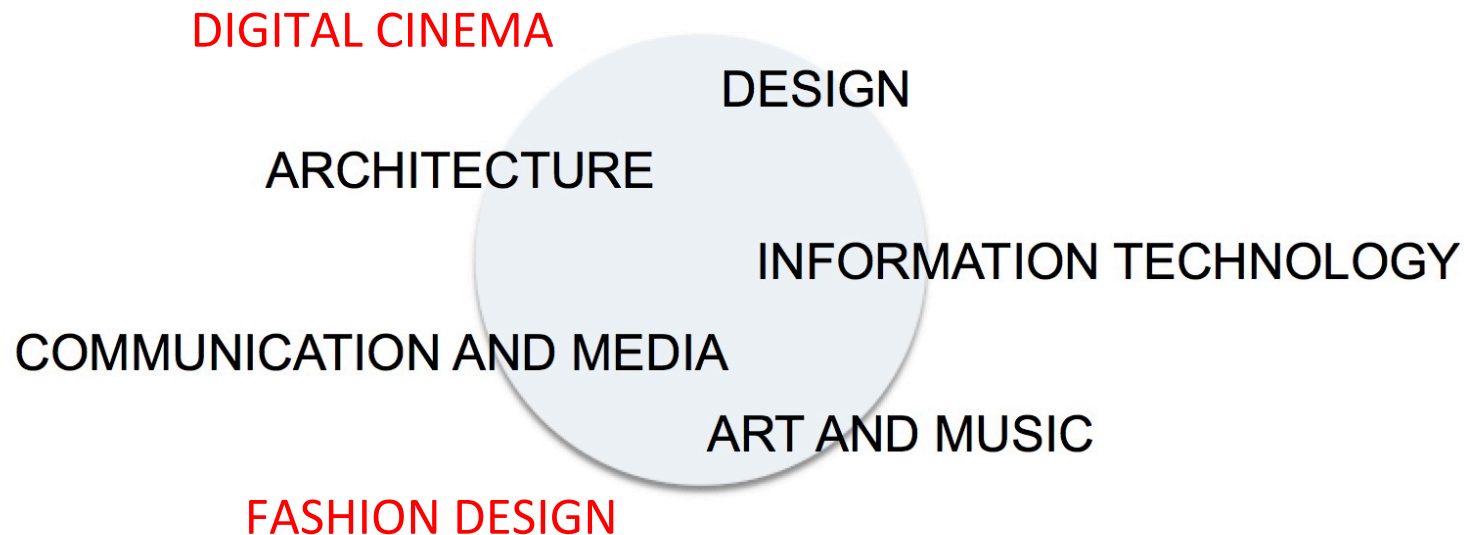 DIGITAL CINEMA
DESIGN
ARCHITECTURE
INFORMATION TECHNOLOGY
COMMUNICATION AND MEDIA
ART AND MUSIC
FASHION DESIGN